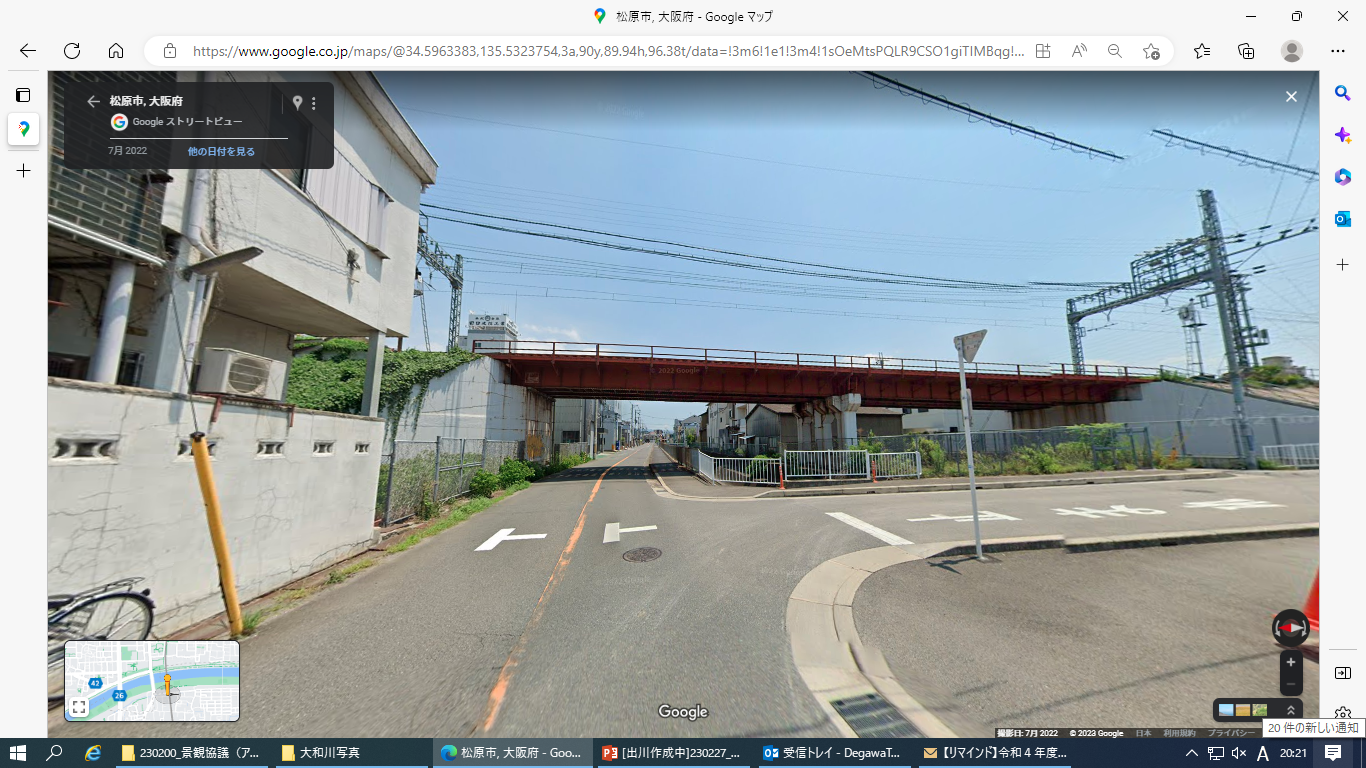 松原市, 大阪府 - Google マップ
https://www.google.co.jp/maps/@34.5963383,135.5323754,3a,90y,89.94h,96.38t/data=!3m6!1e1!3m4!1sOeMtsPQLR9CSO1giTIMBqg!...
松原市, 大阪府
Google ストリートビュー
7月 2022
他の日付を見る
© 2022 Google
止まれ
42
26
Google
撮影日: 7月 2022 © 2023 Google 日本 利用規約 プライバシー
20 件の新しい通知
230200_景観協議（ア...
大和川写真
松原市, 大阪府 - Goo...
[出川作成中]230227_...
受信トレイ - DegawaT...
【リマインド】令和４年度...
A
20:21